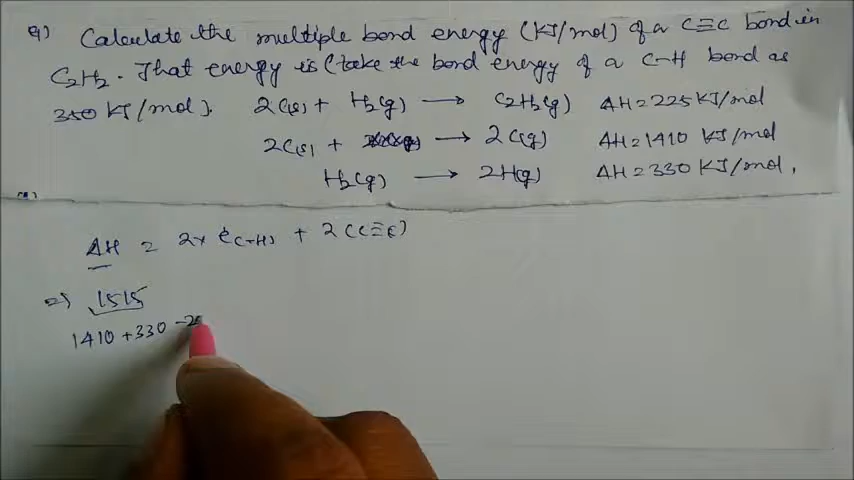 Q) Calculate the multiple bond energy (KJ/mol) of a C≡C bond in
C2H2. That energy is (take the bond energy of a C-H bond as
350 KJ/mol). 2C(s) + H2(g) → C2H2(g) ΔH=225 KJ/mol
2C(s) + → 2C(g) ΔH=1410 KJ/mol
H2(g) → 2H(g) ΔH=330 KJ/mol.
ΔH = 2x e(C-H) + 2(C≡C)
=) 1515
1410 +330 -2